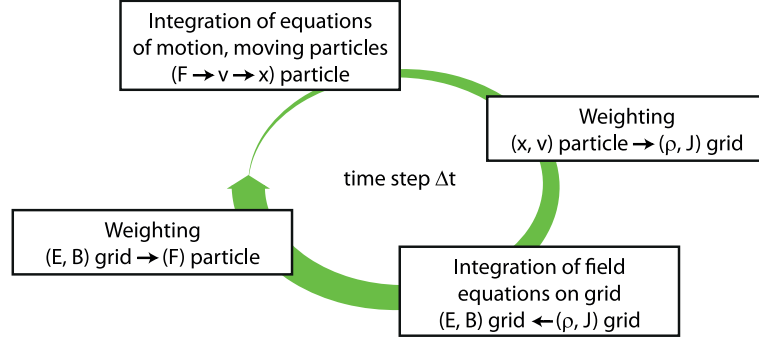 Integration of equations
of motion, moving particles
(F → v → x) particle
Weighting
(x, v) particle → (ρ, J) grid
time step Δt
Weighting
(E, B) grid → (F) particle
Integration of field
equations on grid
(E, B) grid ← (ρ, J) grid